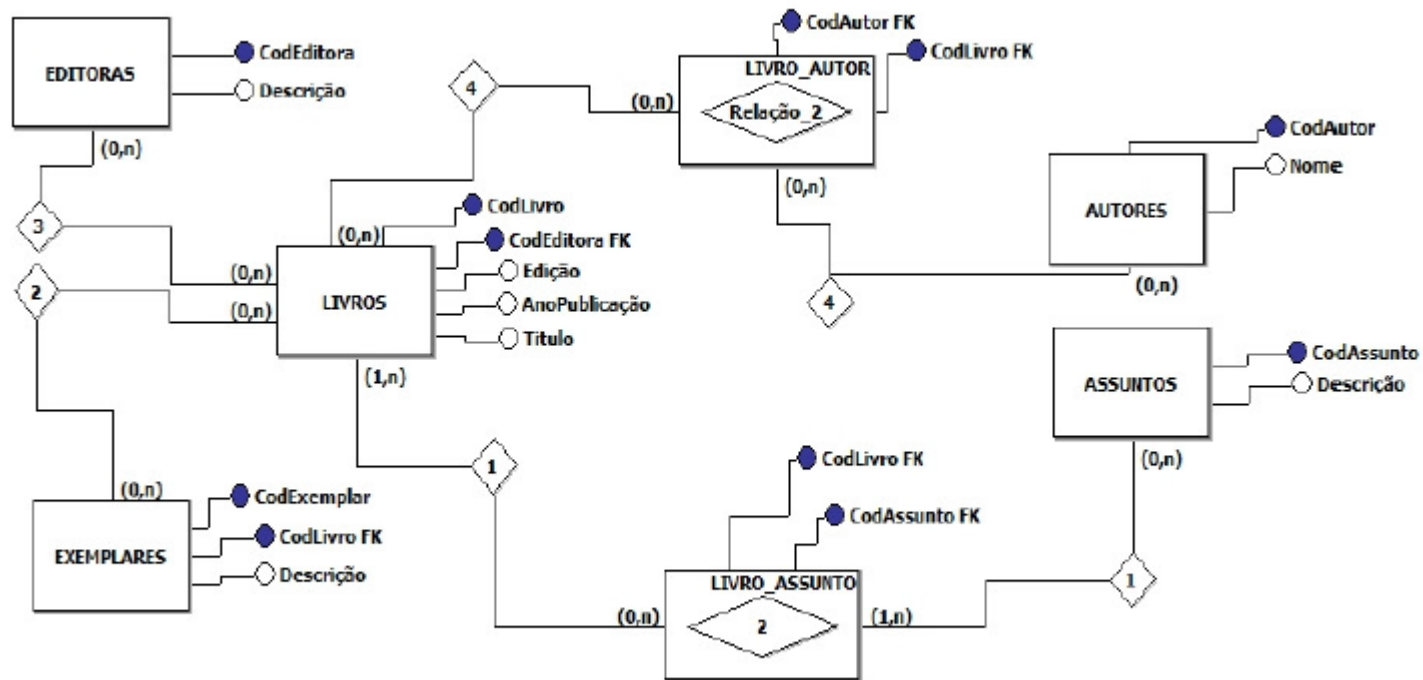 EDITORAS
CodEditora
Descrição
(0,n)
3
(0,n)
4
(0,n)
(0,n)
CodAutor FK
CodLivro FK
LIVRO_AUTOR
Relação_2
(0,n)
4
AUTORES
CodAutor
Nome
(0,n)
LIVROS
CodLivro
CodEditora FK
Edição
AnoPublicação
Titulo
(0,n)
2
(0,n)
EXEMPLARES
CodExemplar
CodLivro FK
Descrição
(1,n)
1
(0,n)
CodLivro FK
CodAssunto FK
LIVRO_ASSUNTO
2
(1,n)
1
(0,n)
ASSUNTOS
CodAssunto
Descrição